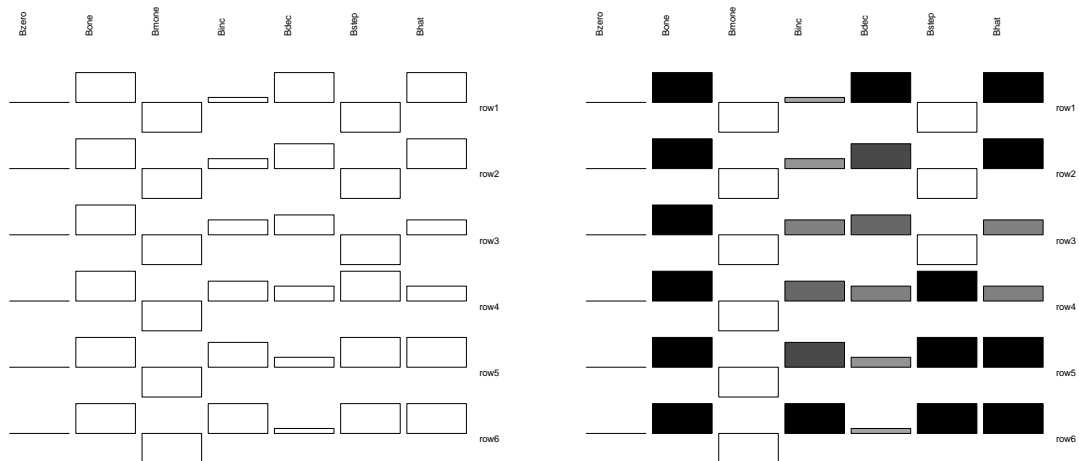 Bzero Bone Bmone Binc Bdec Bstep Bhat
row1
row2
row3
row4
row5
row6
Bzero Bone Bmone Binc Bdec Bstep Bhat
row1
row2
row3
row4
row5
row6